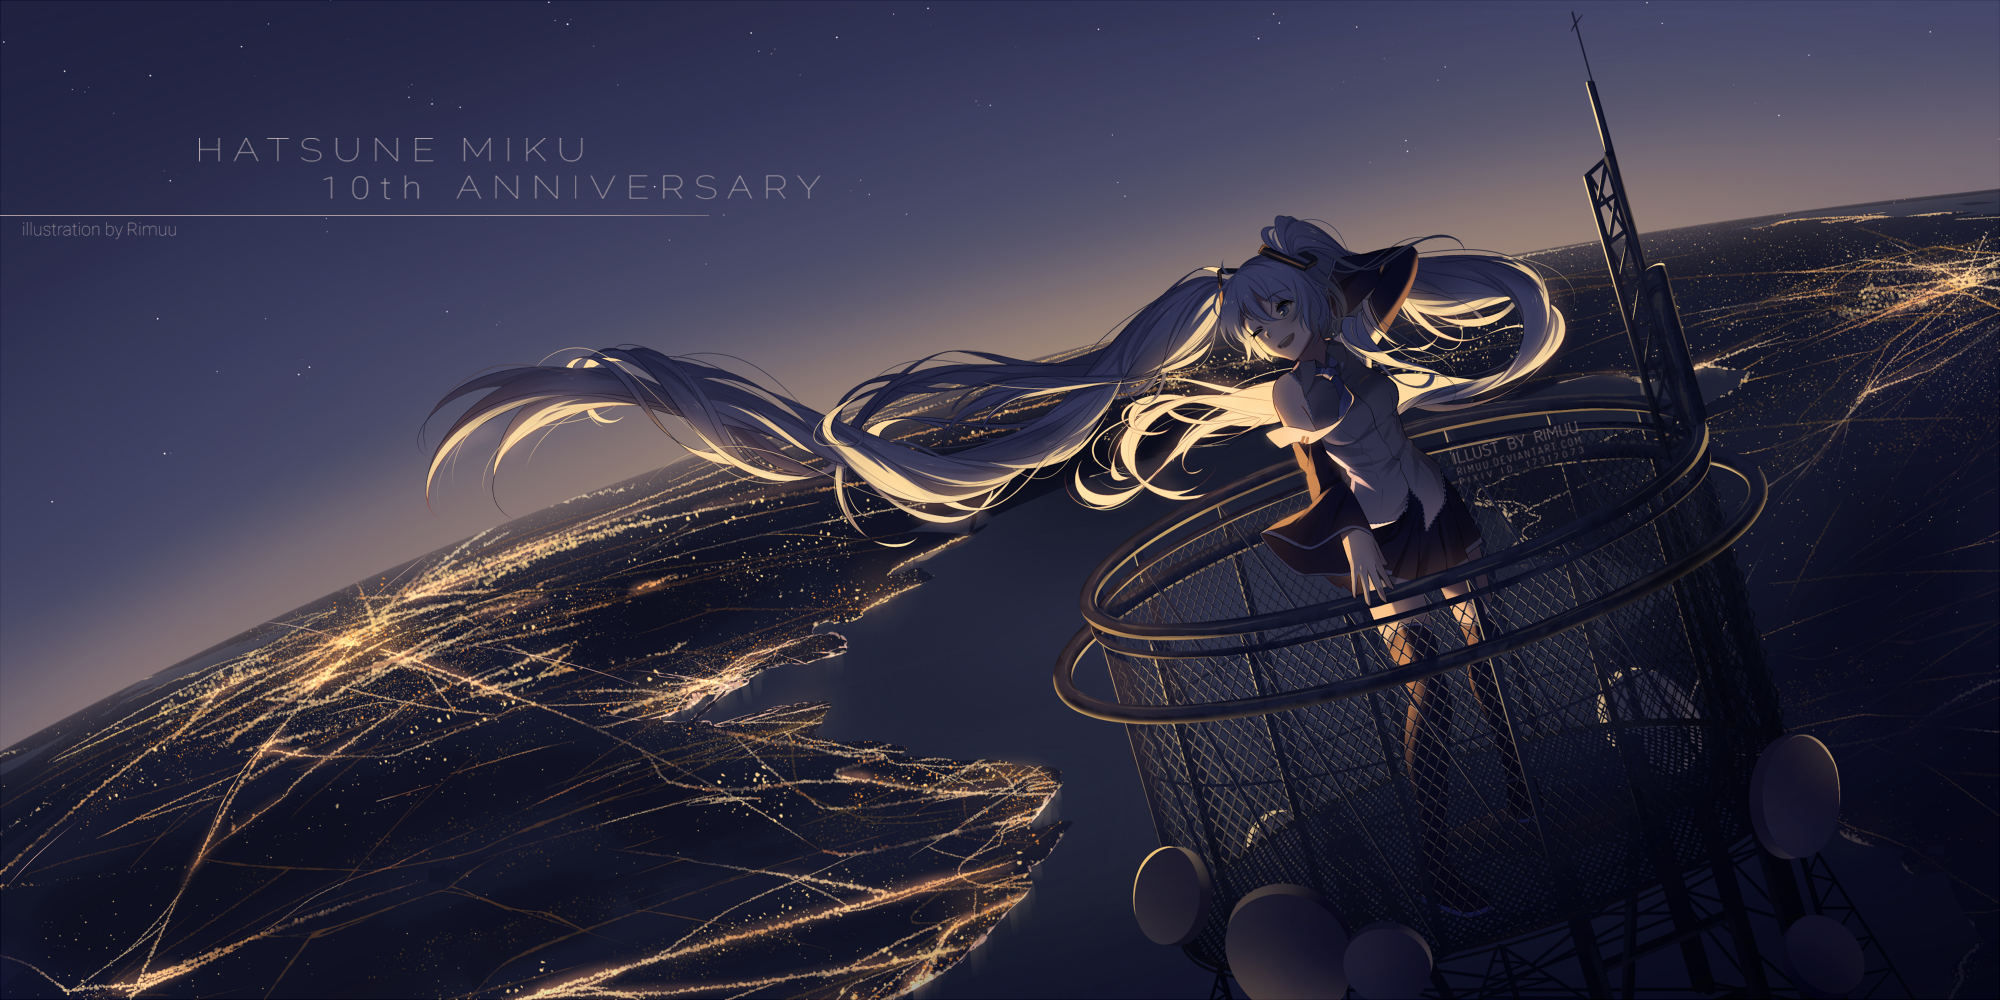 HATSUNE MIKU
10th ANNIVERSARY
illustration by Rimuu
ILLUST BY RIMUU
RIMUU.DEVIANTART.COM